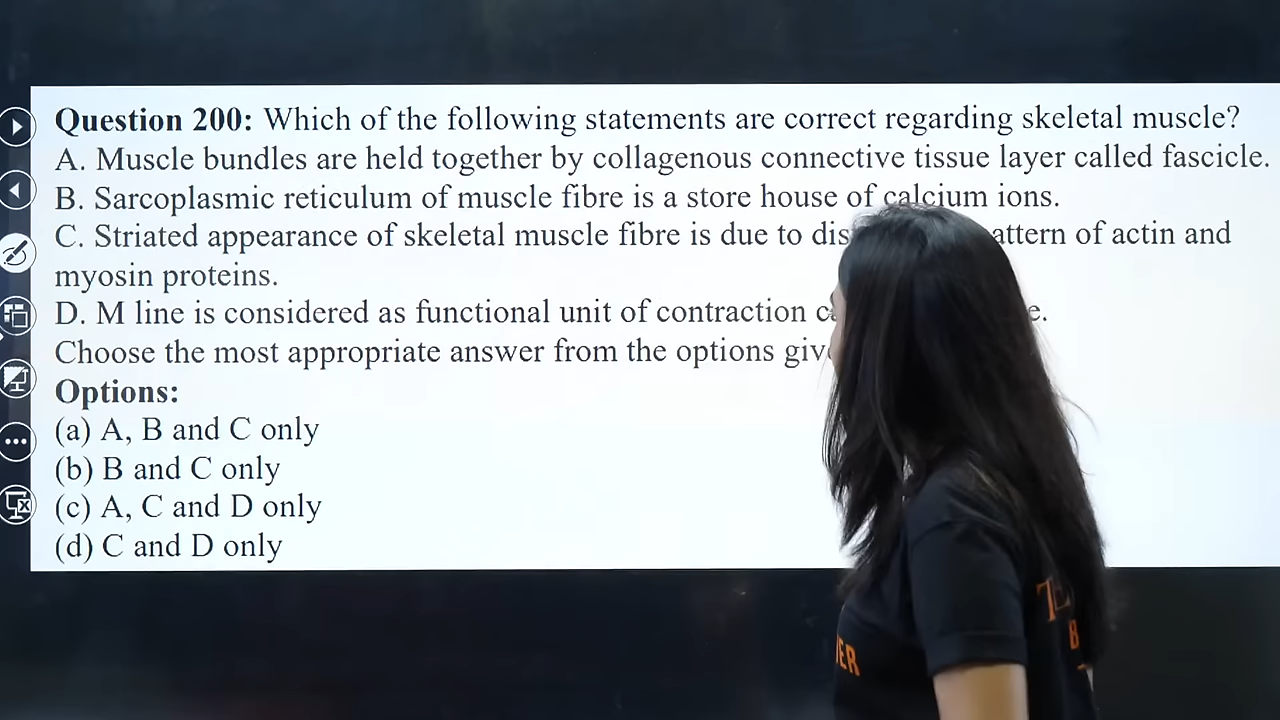 Question 200: Which of the following statements are correct regarding skeletal muscle?
A. Muscle bundles are held together by collagenous connective tissue layer called fascicle.
B. Sarcoplasmic reticulum of muscle fibre is a store house of calcium ions.
C. Striated appearance of skeletal muscle fibre is due to of actin and
myosin proteins.
D. M line is considered as functional unit of contraction
Choose the most appropriate answer from the options
Options:
(a) A, B and C only
(b) B and C only
(c) A, C and D only
(d) C and D only